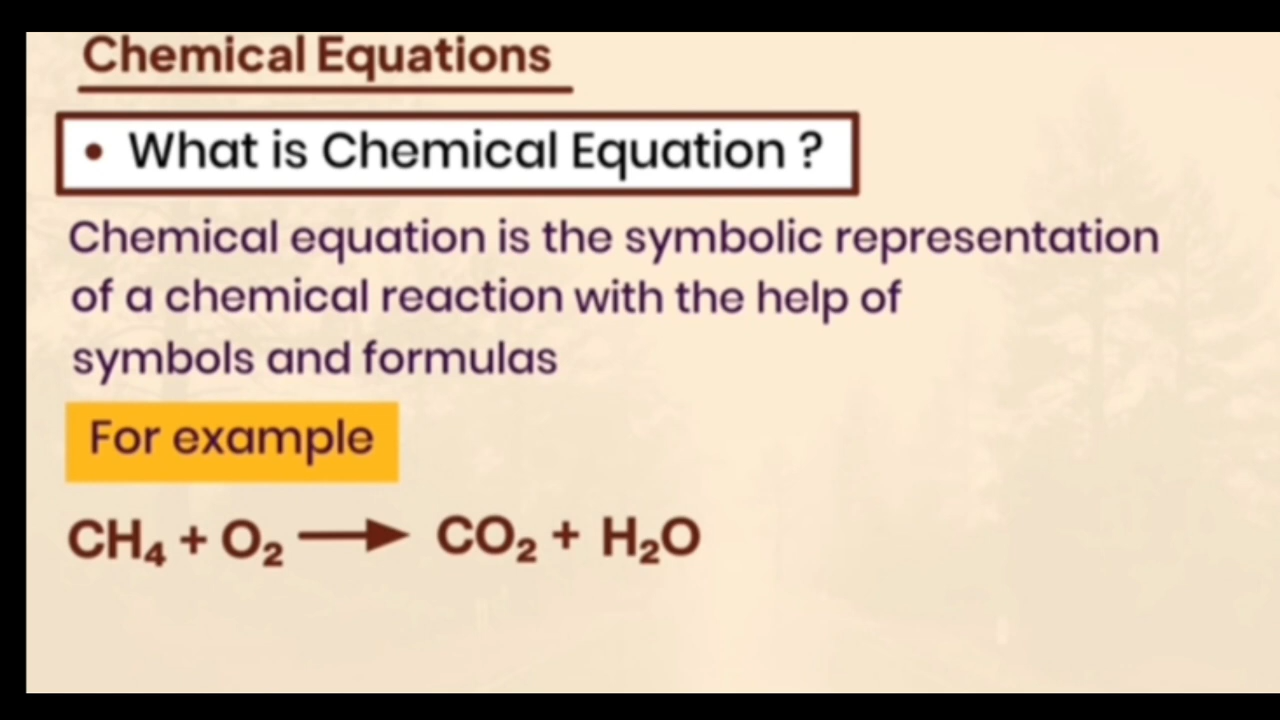 Chemical Equations
• What is Chemical Equation ?
Chemical equation is the symbolic representation
of a chemical reaction with the help of
symbols and formulas
For example
CH₄ + O₂ ⟶ CO₂ + H₂O